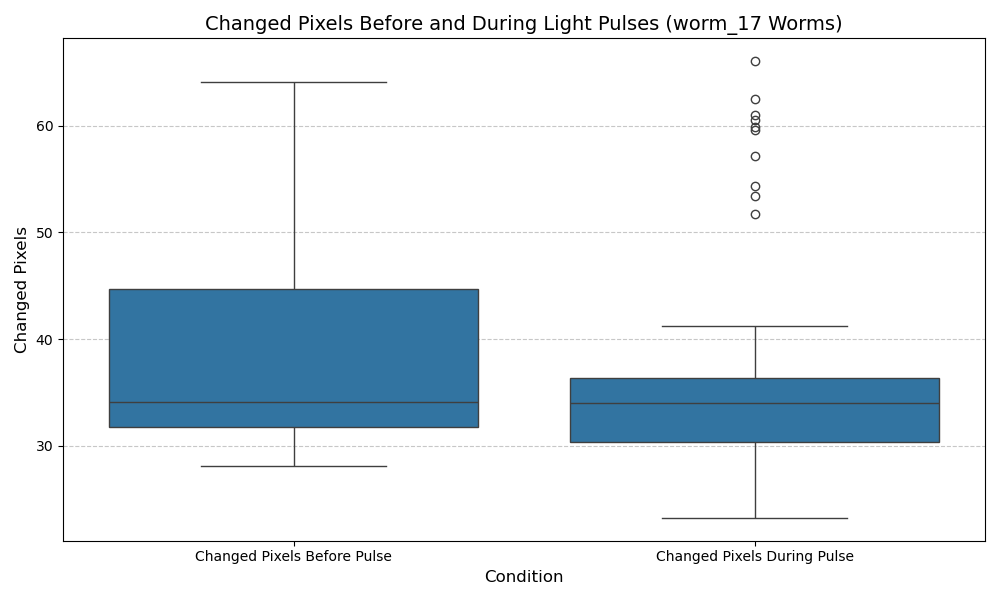 Changed Pixels Before and During Light Pulses (worm_17 Worms)
Changed Pixels
60
50
40
30
Changed Pixels Before Pulse
Changed Pixels During Pulse
Condition